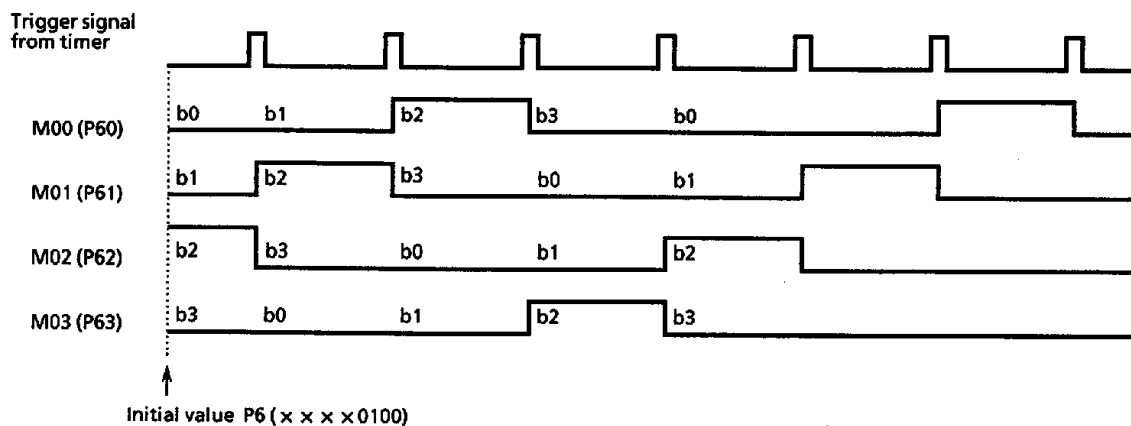 Trigger signal
from timer
M00 (P60)
b0 b1 b2 b3 b0
M01 (P61)
b1 b2 b3 b0 b1
M02 (P62)
b2 b3 b0 b1 b2
M03 (P63)
b3 b0 b1 b2 b3
Initial value P6 (××××0100)